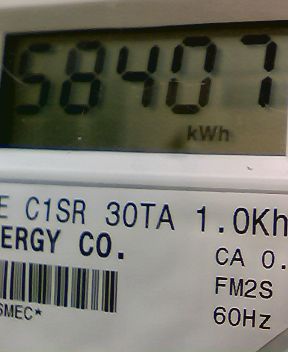 58407
kWh
E C1SR 30TA 1.0Kh
ERGY CO.
CA 0.
FM2S
60Hz
SMEC*